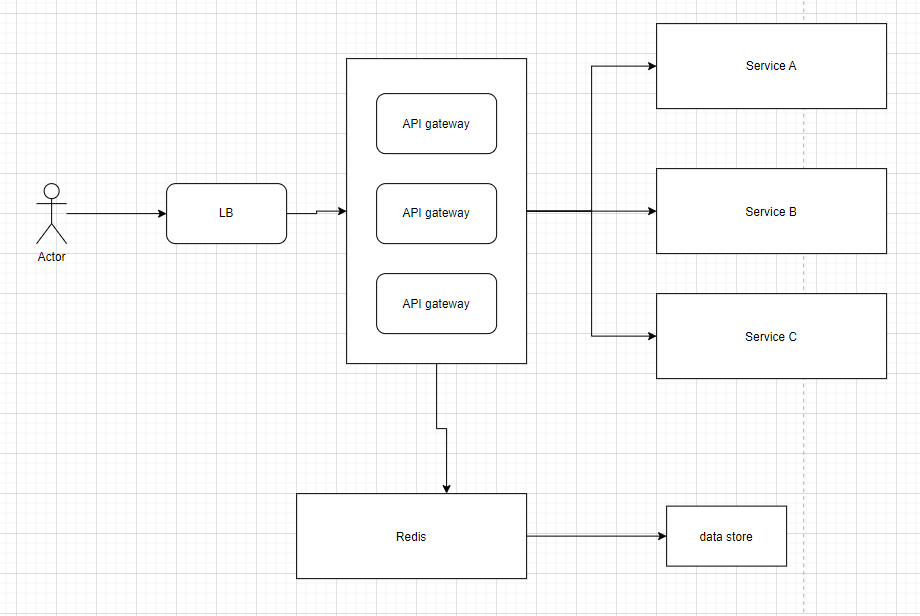 Actor
LB
API gateway
API gateway
API gateway
Service A
Service B
Service C
Redis
data store